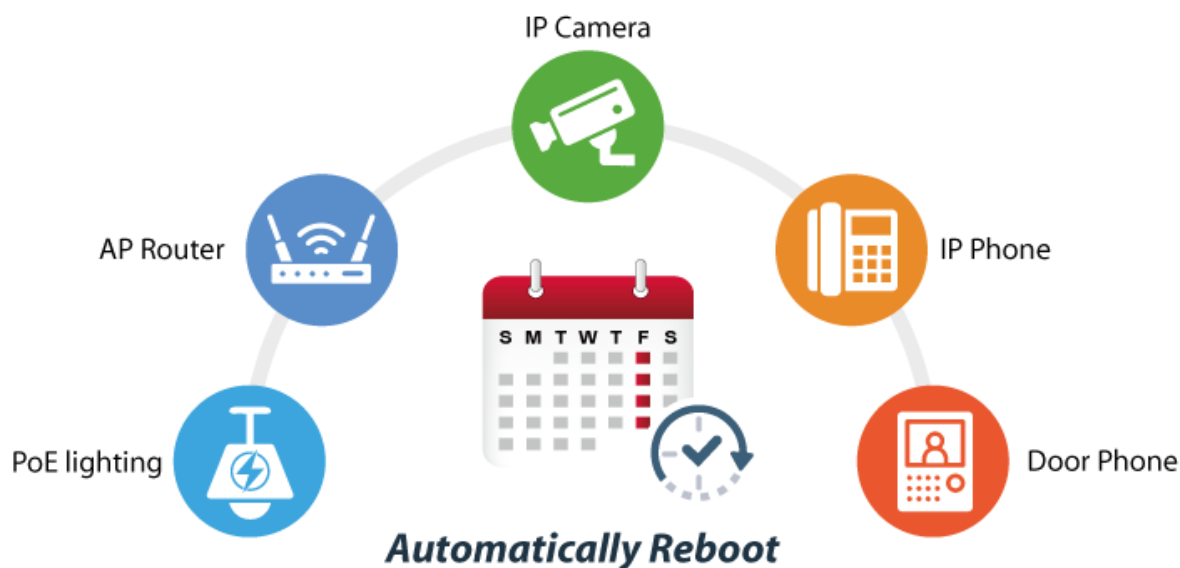 IP Camera
AP Router
IP Phone
S M T W T F S
PoE lighting
Door Phone
Automatically Reboot